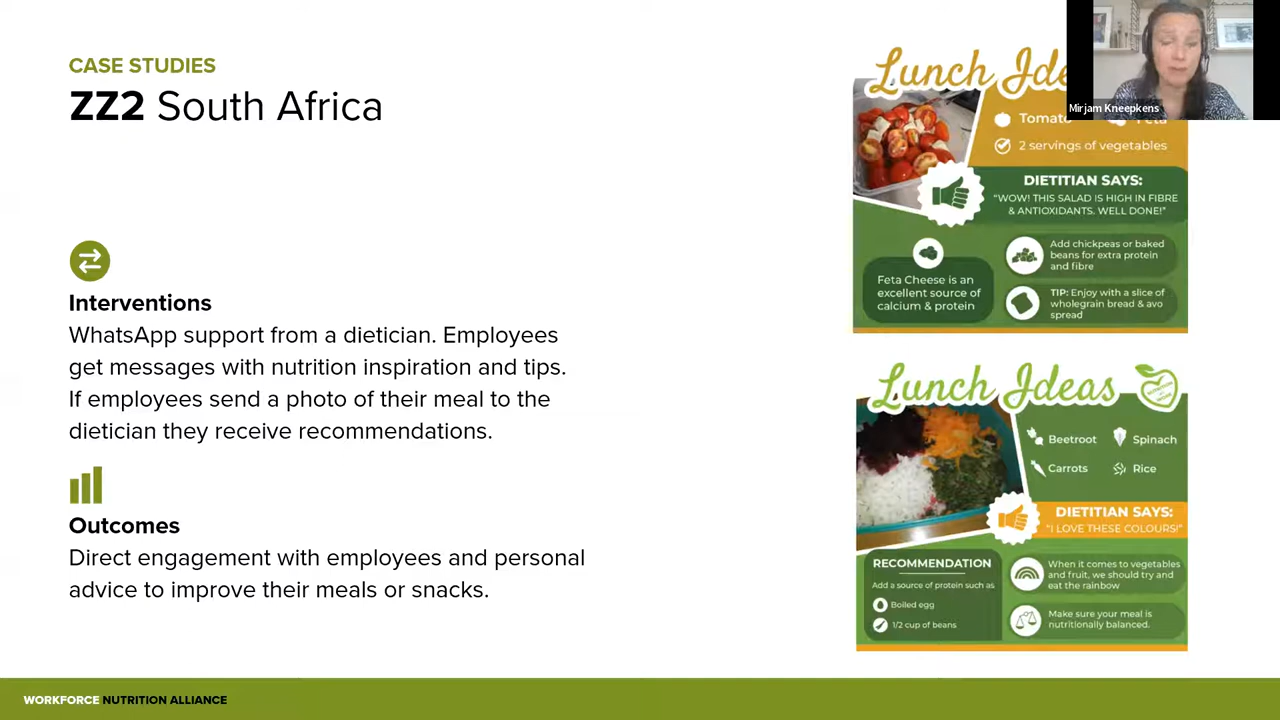 CASE STUDIES
ZZ2 South Africa
Interventions
WhatsApp support from a dietician. Employees
get messages with nutrition inspiration and tips.
If employees send a photo of their meal to the
dietician they receive recommendations.
Outcomes
Direct engagement with employees and personal
advice to improve their meals or snacks.
Lunch
Mirjam Kneepkens
Tomato
Feta
2 servings of vegetables
DIETITIAN SAYS:
"WOW! THIS SALAD IS HIGH IN FIBRE
& ANTIOXIDANTS. WELL DONE!"
Feta Cheese is an
excellent source of
calcium & protein
Add chickpeas or baked
beans for extra protein
and fibre
TIP: Enjoy with a slice of
wholegrain bread & avo
spread
Lunch Ideas
Beetroot
Spinach
Carrots
Rice
DIETITIAN SAYS:
"I LOVE THESE COLOURS!"
RECOMMENDATION
Add a source of protein such as
Boiled egg
1/2 cup of beans
When it comes to vegetables
and fruit, we should try and
eat the rainbow
Make sure your meal is
nutritionally balanced.
WORKFORCE NUTRITION ALLIANCE